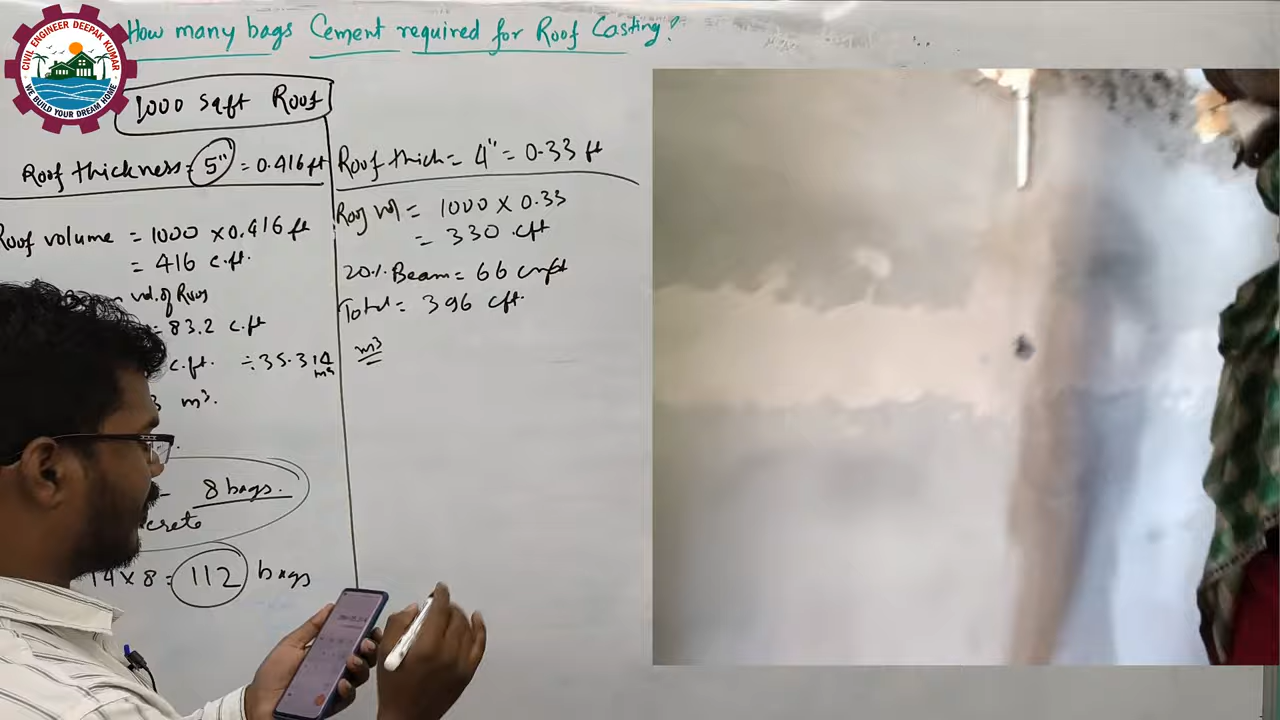 How many bags Cement required for Roof Casting?
CIVIL ENGINEER DEEPAK KUMAR
WE BUILD YOUR DREAM HOME
1000 Sqft Roof
Roof thickness = 5" = 0.416 ft
Roof volume = 1000 x 0.416 ft
= 416 c.ft.
vol. of Roof
= 83.2 c.ft
c.ft. ÷ 35.314
m3
3 m3.
8 bags.
crete
14 x 8 = 112 bags
Roof thick = 4" = 0.33 ft
Roof vol = 1000 x 0.33
= 330 cft
20% Beam = 66 cft
Total = 396 cft.
m3